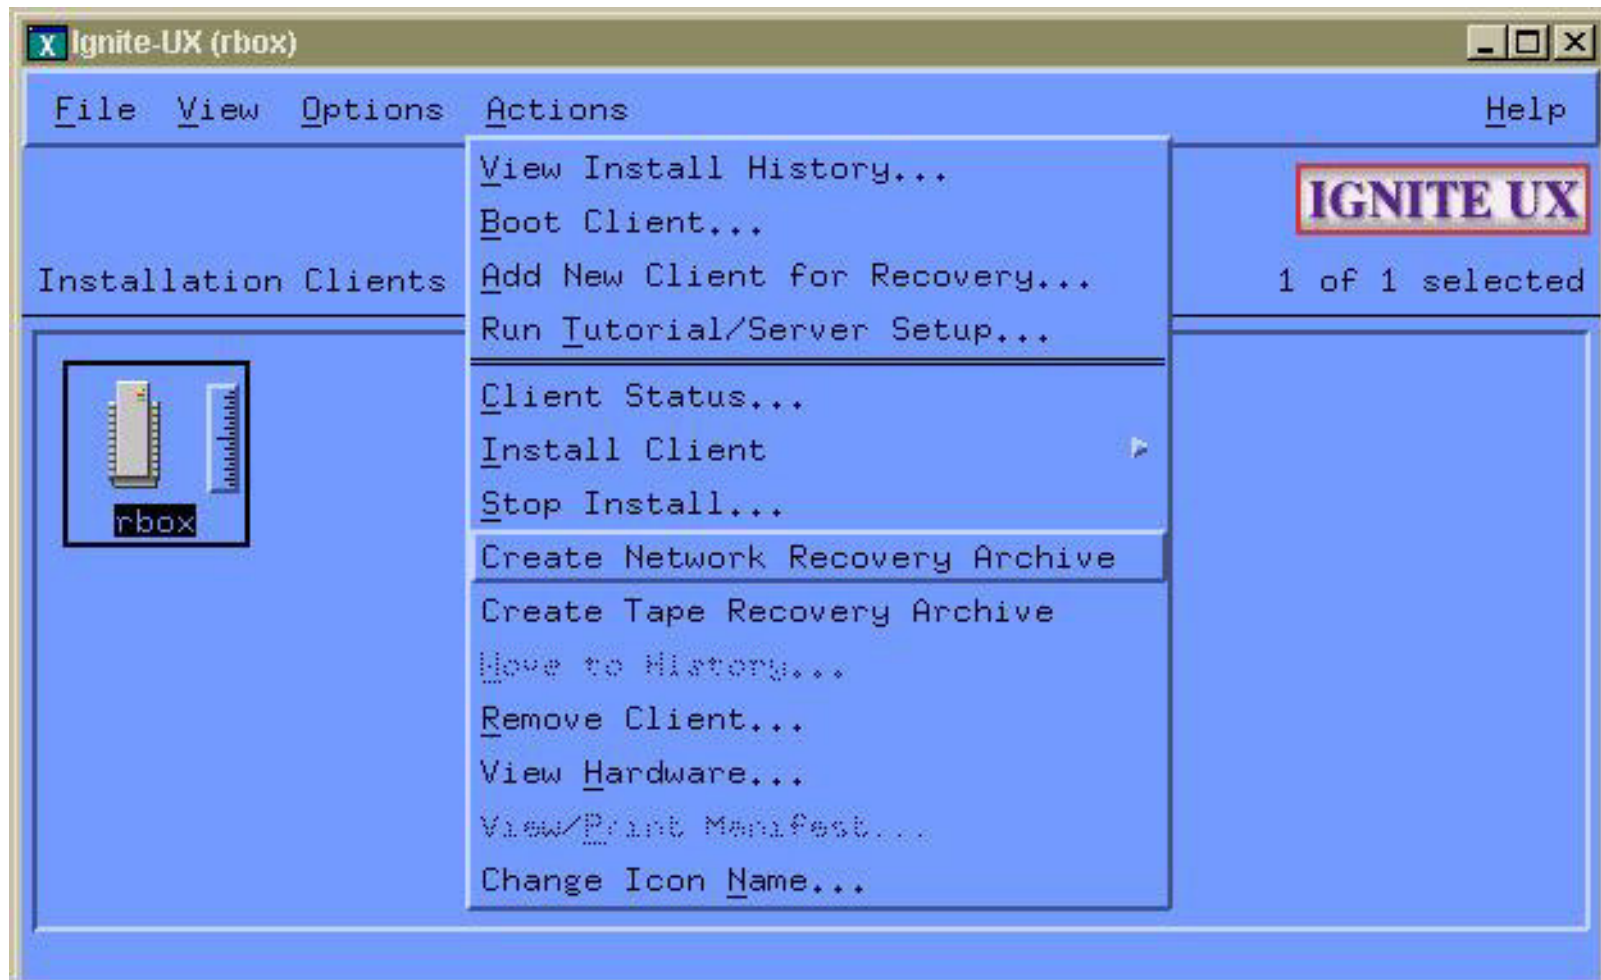 Ignite-UX (rbox)
File View Options Actions Help
IGNITE UX
Installation Clients 1 of 1 selected
rbox
View Install History...
Boot Client...
Add New Client for Recovery...
Run Tutorial/Server Setup...
Client Status...
Install Client
Stop Install...
Create Network Recovery Archive
Create Tape Recovery Archive
Move to History...
Remove Client...
View Hardware...
View/Print Manifest...
Change Icon Name...